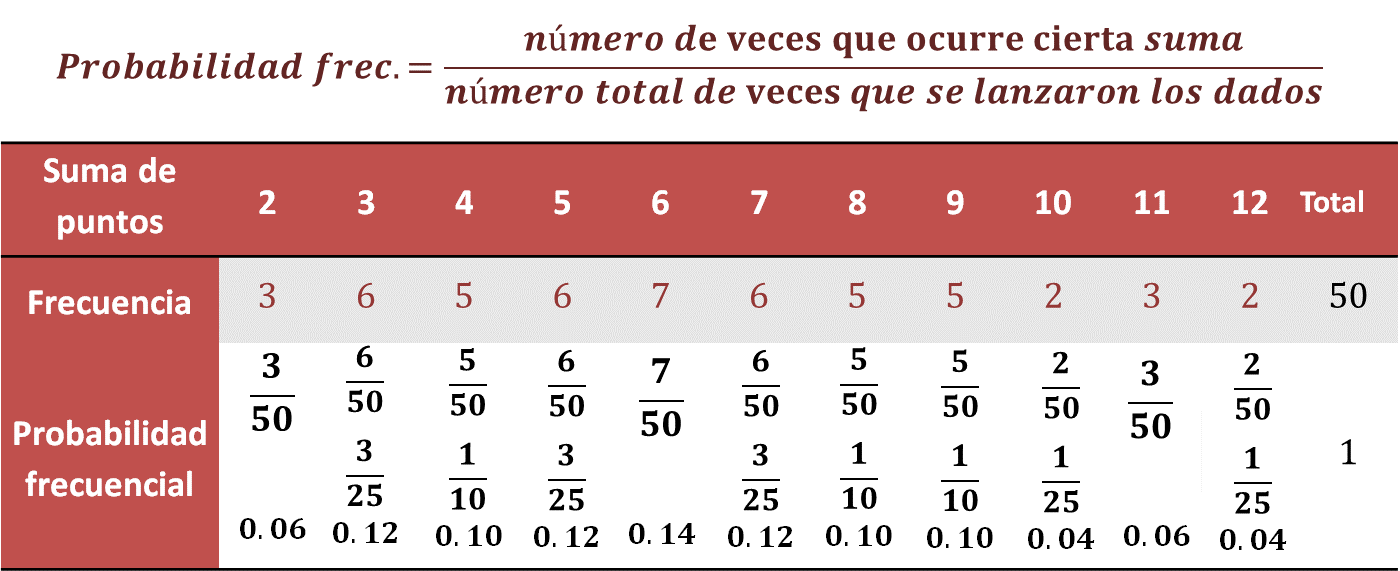 Probabilidad frec. = número de veces que ocurre cierta suma
número total de veces que se lanzaron los dados
Suma de puntos 2 3 4 5 6 7 8 9 10 11 12 Total
Frecuencia 3 6 5 6 7 6 5 5 2 3 2 50
Probabilidad frecuencial 3/50 6/50 5/50 6/50 7/50 6/50 5/50 5/50 2/50 3/50 2/50
3/25 1/10 3/25 3/25 1/10 1/10 1/25 1/25 1
0.06 0.12 0.10 0.12 0.14 0.12 0.10 0.10 0.04 0.06 0.04